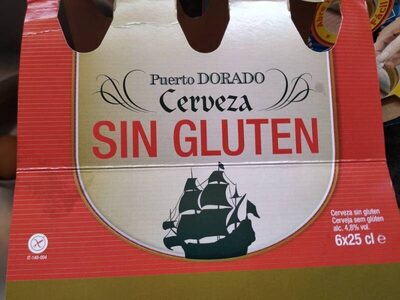 Puerto DORADO
Cerveza
SIN GLUTEN
Cerveza sin gluten
Cerveja sem glúten
alc. 4,8% vol.
6x25 cl e